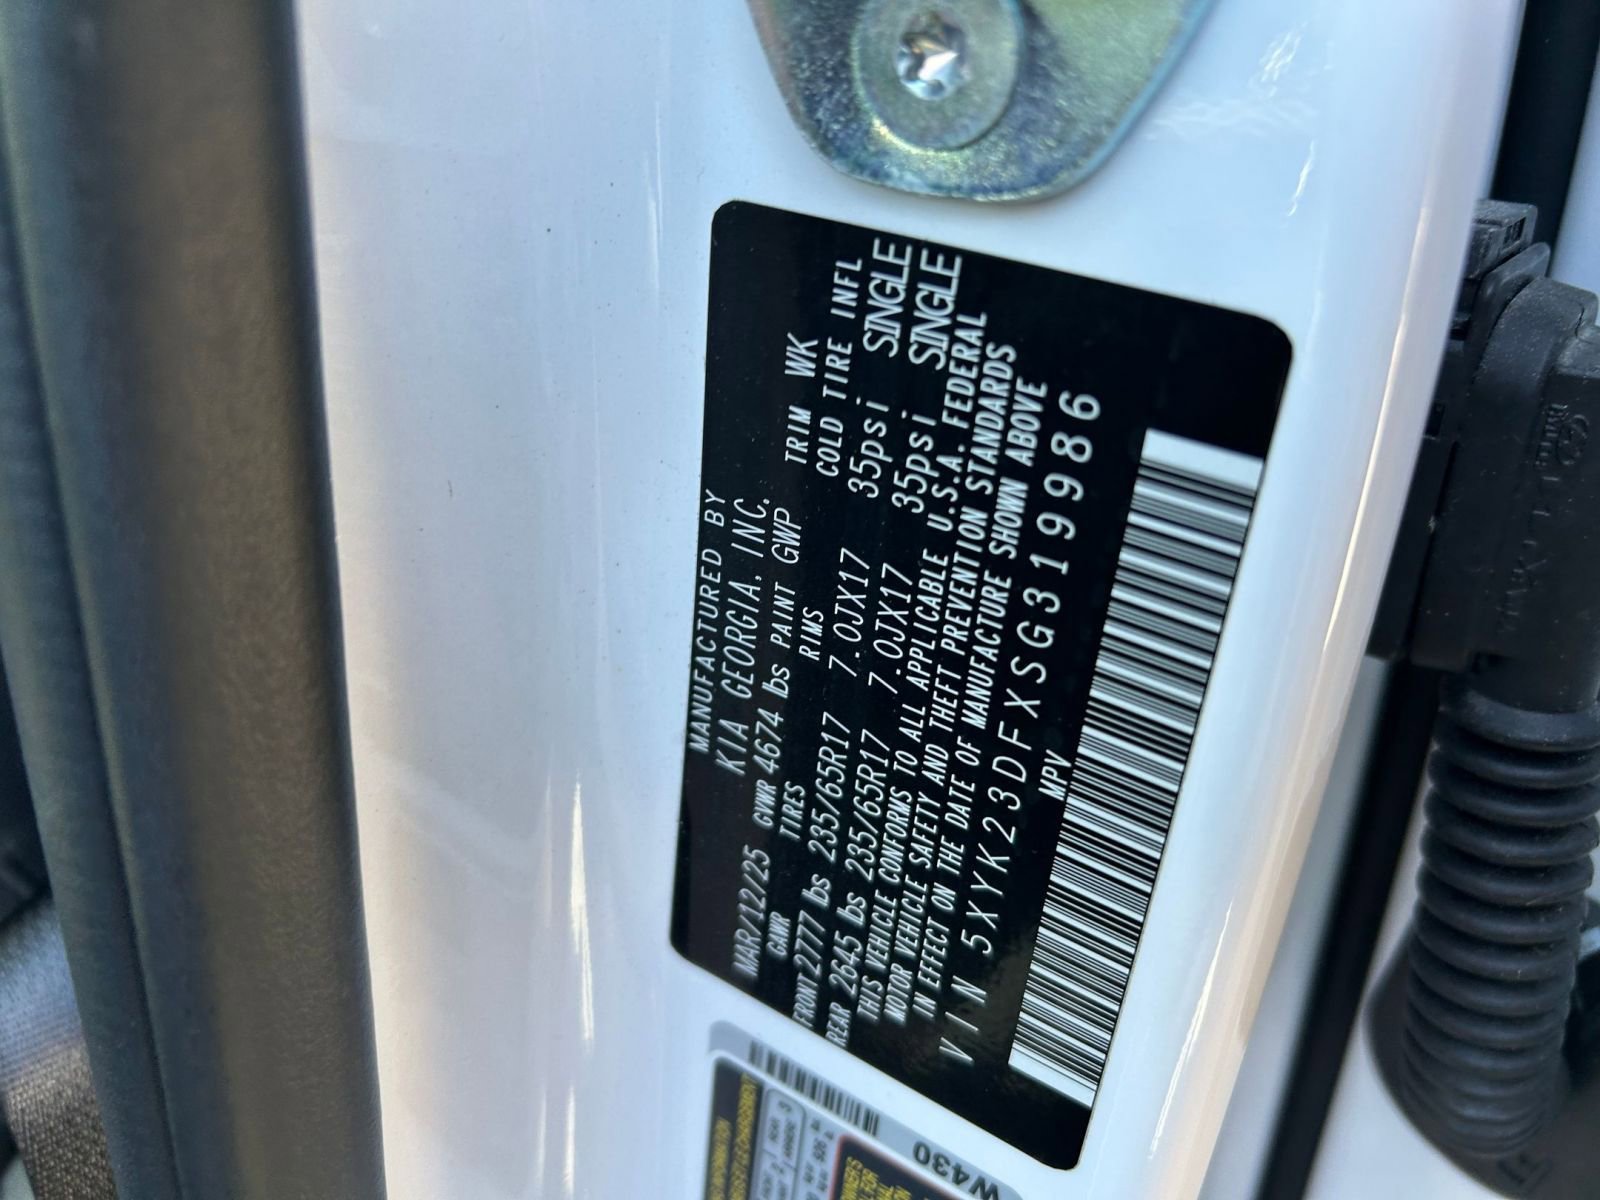 MANUFACTURED BY
KIA GEORGIA, INC.
MAR/12/25 GVWR 4674 lbs PAINT GWP TRIM WK
GAWR TIRES RIMS COLD TIRE INFL
FRONT 2777 lbs 235/65R17 7.0JX17 35psi SINGLE
REAR 2645 lbs 235/65R17 7.0JX17 35psi SINGLE
THIS VEHICLE CONFORMS TO ALL APPLICABLE U.S.A. FEDERAL
MOTOR VEHICLE SAFETY AND THEFT PREVENTION STANDARDS
IN EFFECT ON THE DATE OF MANUFACTURE SHOWN ABOVE
VIN 5XYK23DFXSG319986
MPV
W430